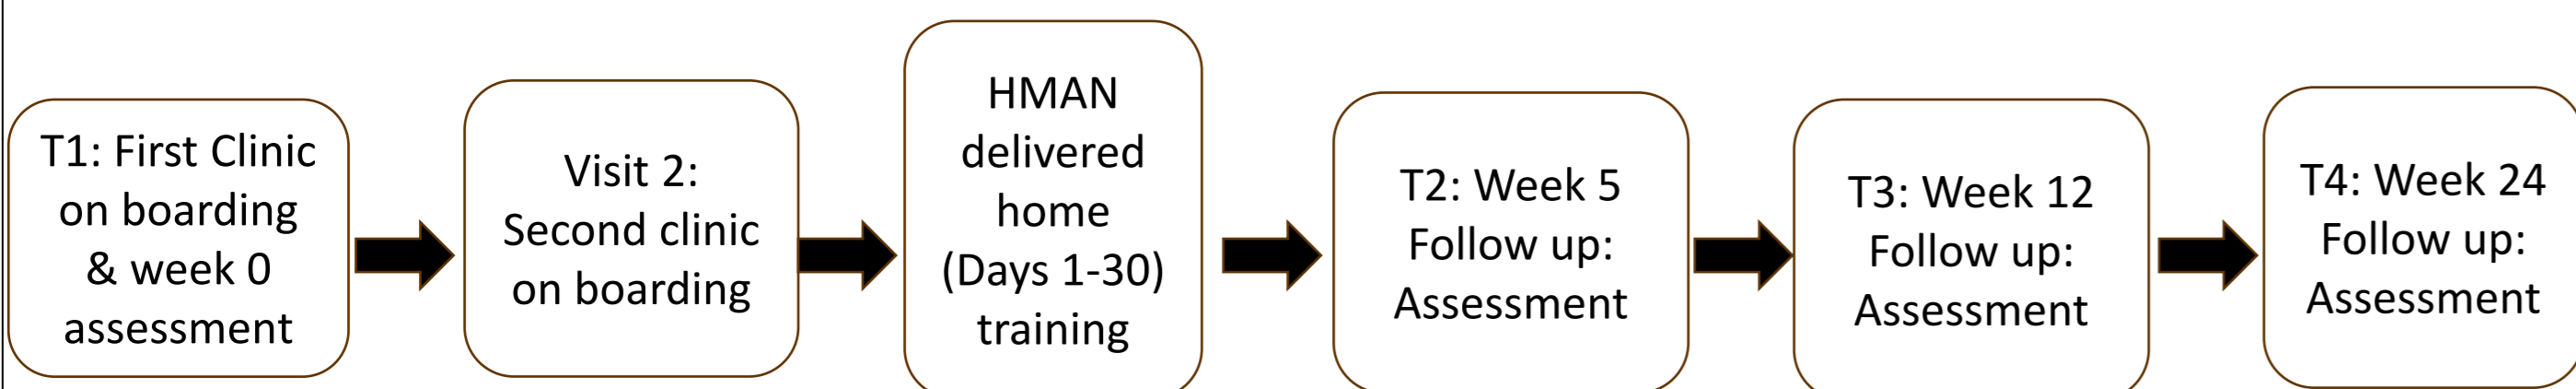 T1: First Clinic
on boarding
& week 0
assessment
Visit 2:
Second clinic
on boarding
HMAN
delivered
home
(Days 1-30)
training
T2: Week 5
Follow up:
Assessment
T3: Week 12
Follow up:
Assessment
T4: Week 24
Follow up:
Assessment